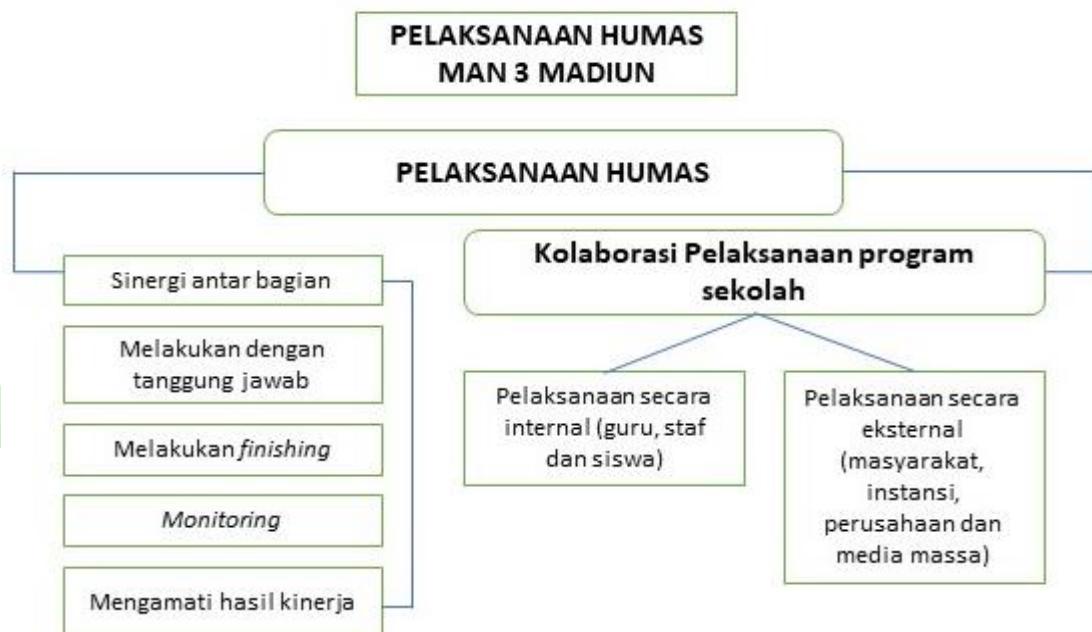 PELAKSANAAN HUMAS
MAN 3 MADIUN
PELAKSANAAN HUMAS
Sinergi antar bagian
Melakukan dengan
tanggung jawab
Melakukan finishing
Monitoring
Mengamati hasil kinerja
Kolaborasi Pelaksanaan program
sekolah
Pelaksanaan secara
internal (guru, staf
dan siswa)
Pelaksanaan secara
eksternal
(masyarakat,
instansi,
perusahaan dan
media massa)